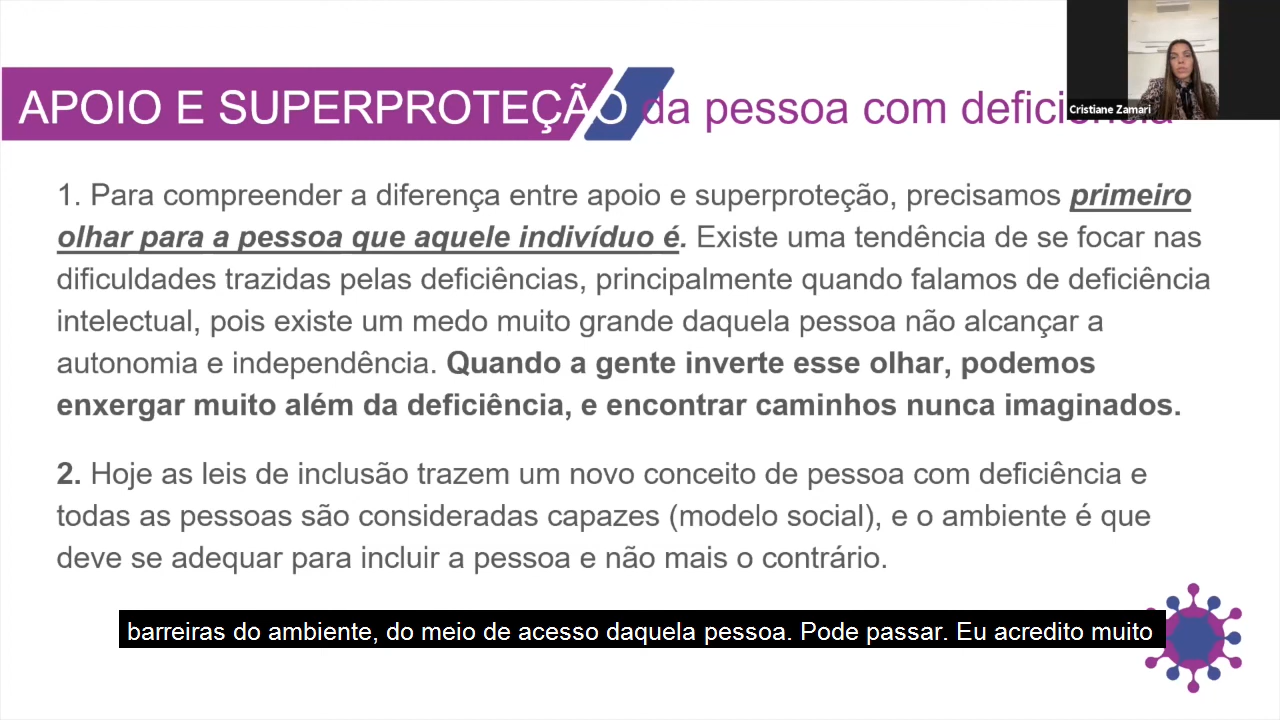 APOIO E SUPERPROTEÇÃO da pessoa com deficiência
Cristiane Zamari
1. Para compreender a diferença entre apoio e superproteção, precisamos primeiro
olhar para a pessoa que aquele indivíduo é. Existe uma tendência de se focar nas
dificuldades trazidas pelas deficiências, principalmente quando falamos de deficiência
intelectual, pois existe um medo muito grande daquela pessoa não alcançar a
autonomia e independência. Quando a gente inverte esse olhar, podemos
enxergar muito além da deficiência, e encontrar caminhos nunca imaginados.
2. Hoje as leis de inclusão trazem um novo conceito de pessoa com deficiência e
todas as pessoas são consideradas capazes (modelo social), e o ambiente é que
deve se adequar para incluir a pessoa e não mais o contrário.
barreiras do ambiente, do meio de acesso daquela pessoa. Pode passar. Eu acredito muito